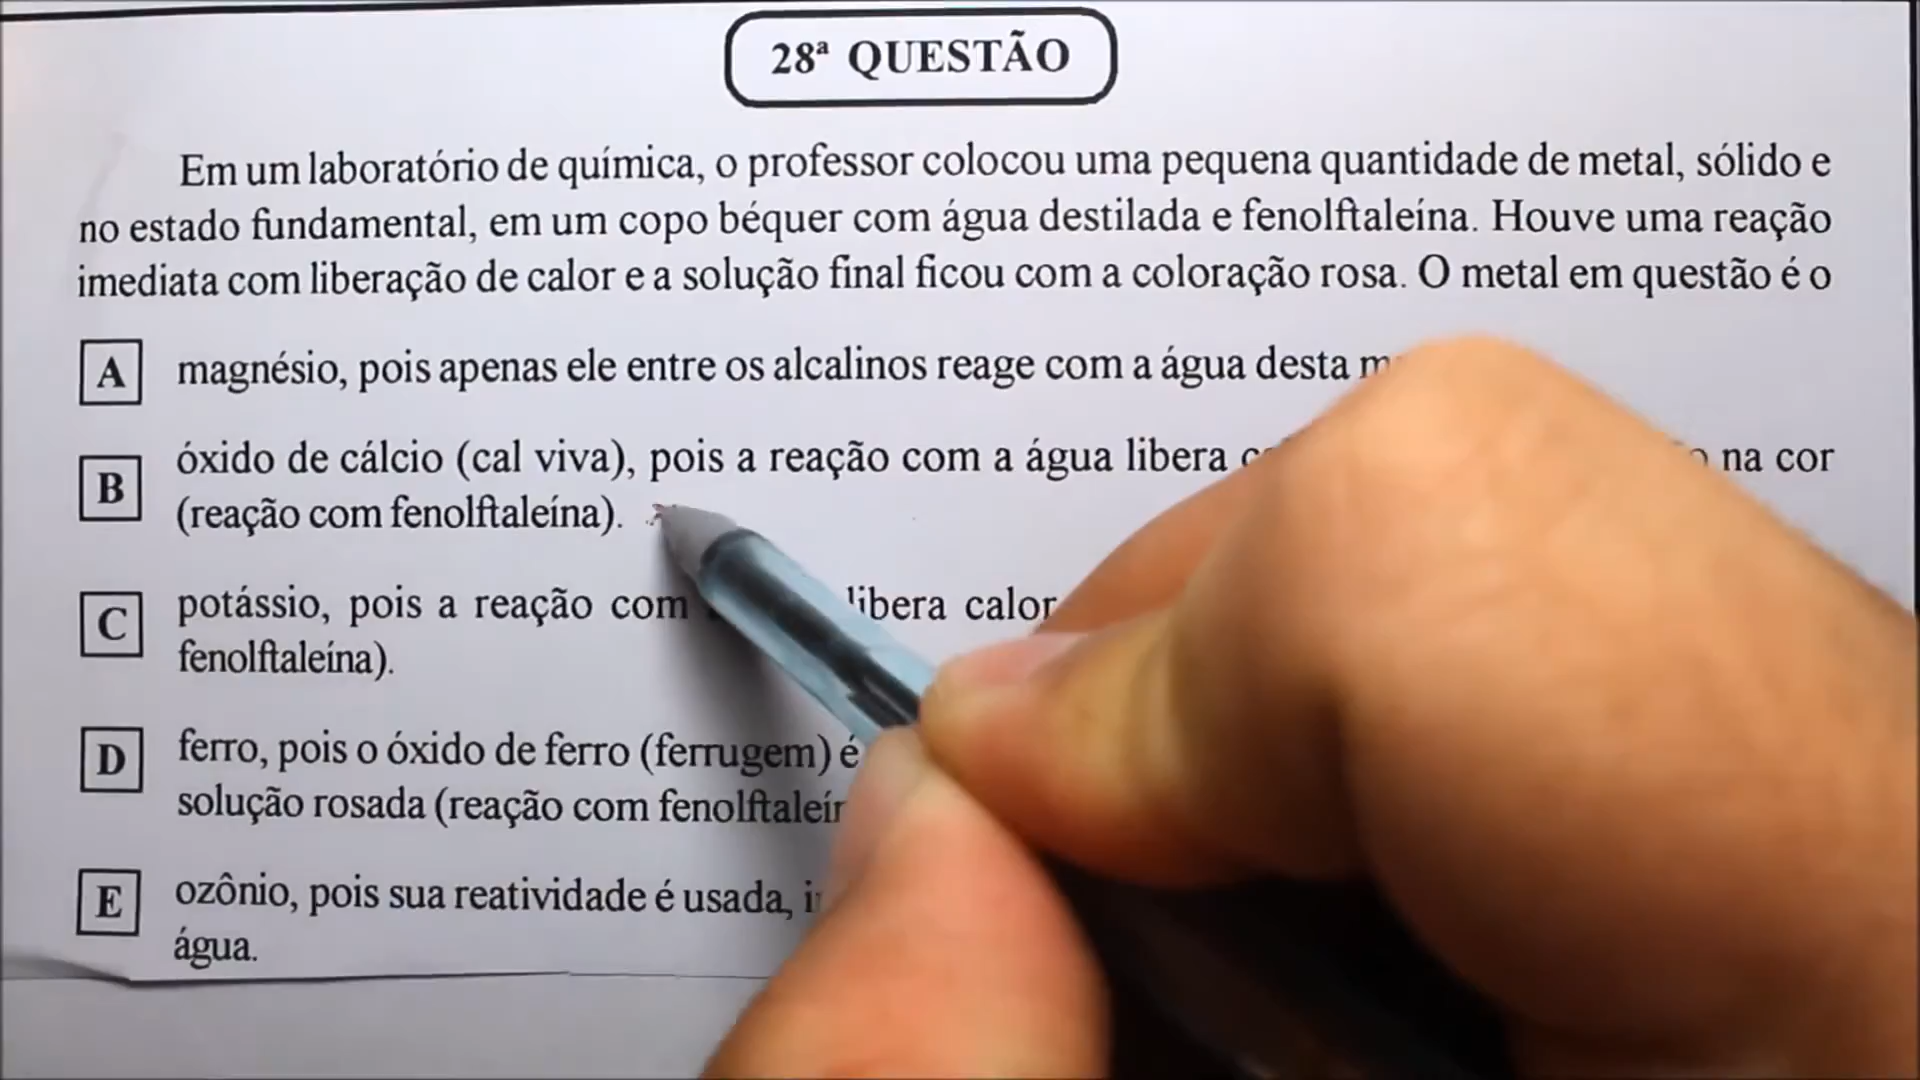 28ª QUESTÃO
Em um laboratório de química, o professor colocou uma pequena quantidade de metal, sólido e
no estado fundamental, em um copo béquer com água destilada e fenolftaleína. Houve uma reação
imediata com liberação de calor e a solução final ficou com a coloração rosa. O metal em questão é o
A magnésio, pois apenas ele entre os alcalinos reage com a água desta
B óxido de cálcio (cal viva), pois a reação com a água libera na cor
(reação com fenolftaleína).
C potássio, pois a reação com libera calor
fenolftaleína).
D ferro, pois o óxido de ferro (ferrugem) é
solução rosada (reação com
E ozônio, pois sua reatividade é usada,
água.